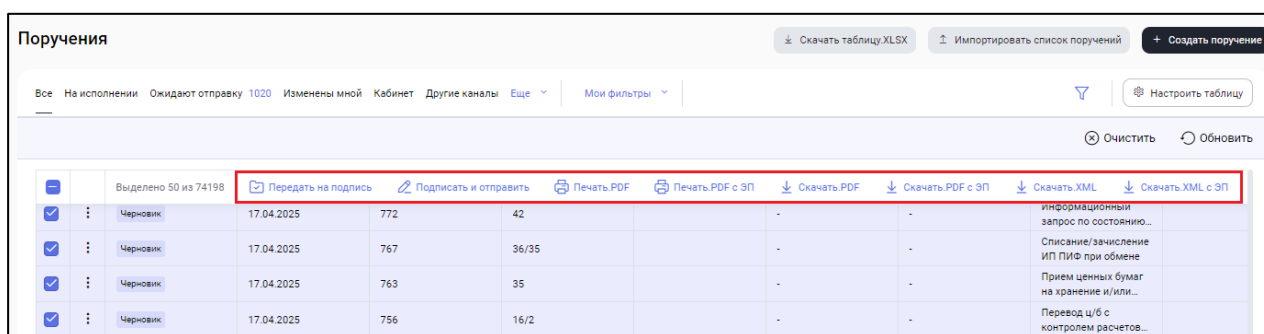 Поручения
Скачать таблицу.XLSX
Импортировать список поручений
+ Создать поручение
Все На исполнении Ожидают отправку 1020 Изменены мной Кабинет Другие каналы Еще Мои фильтры
Настроить таблицу
Очистить Обновить
Выделено 50 из 74198 Передать на подпись Подписать и отправить Печать.PDF Печать.PDF с ЭП Скачать.PDF Скачать.PDF с ЭП Скачать.XML Скачать.XML с ЭП
Черновик 17.04.2025 772 42 - - Информационный
запрос по состоянию...
Черновик 17.04.2025 767 36/35 - - Списание/зачисление
ИП ПИФ при обмене
Черновик 17.04.2025 763 35 - - Прием ценных бумаг
на хранение и/или...
Черновик 17.04.2025 756 16/2 - - Перевод ц/б с
контролем расчетов...